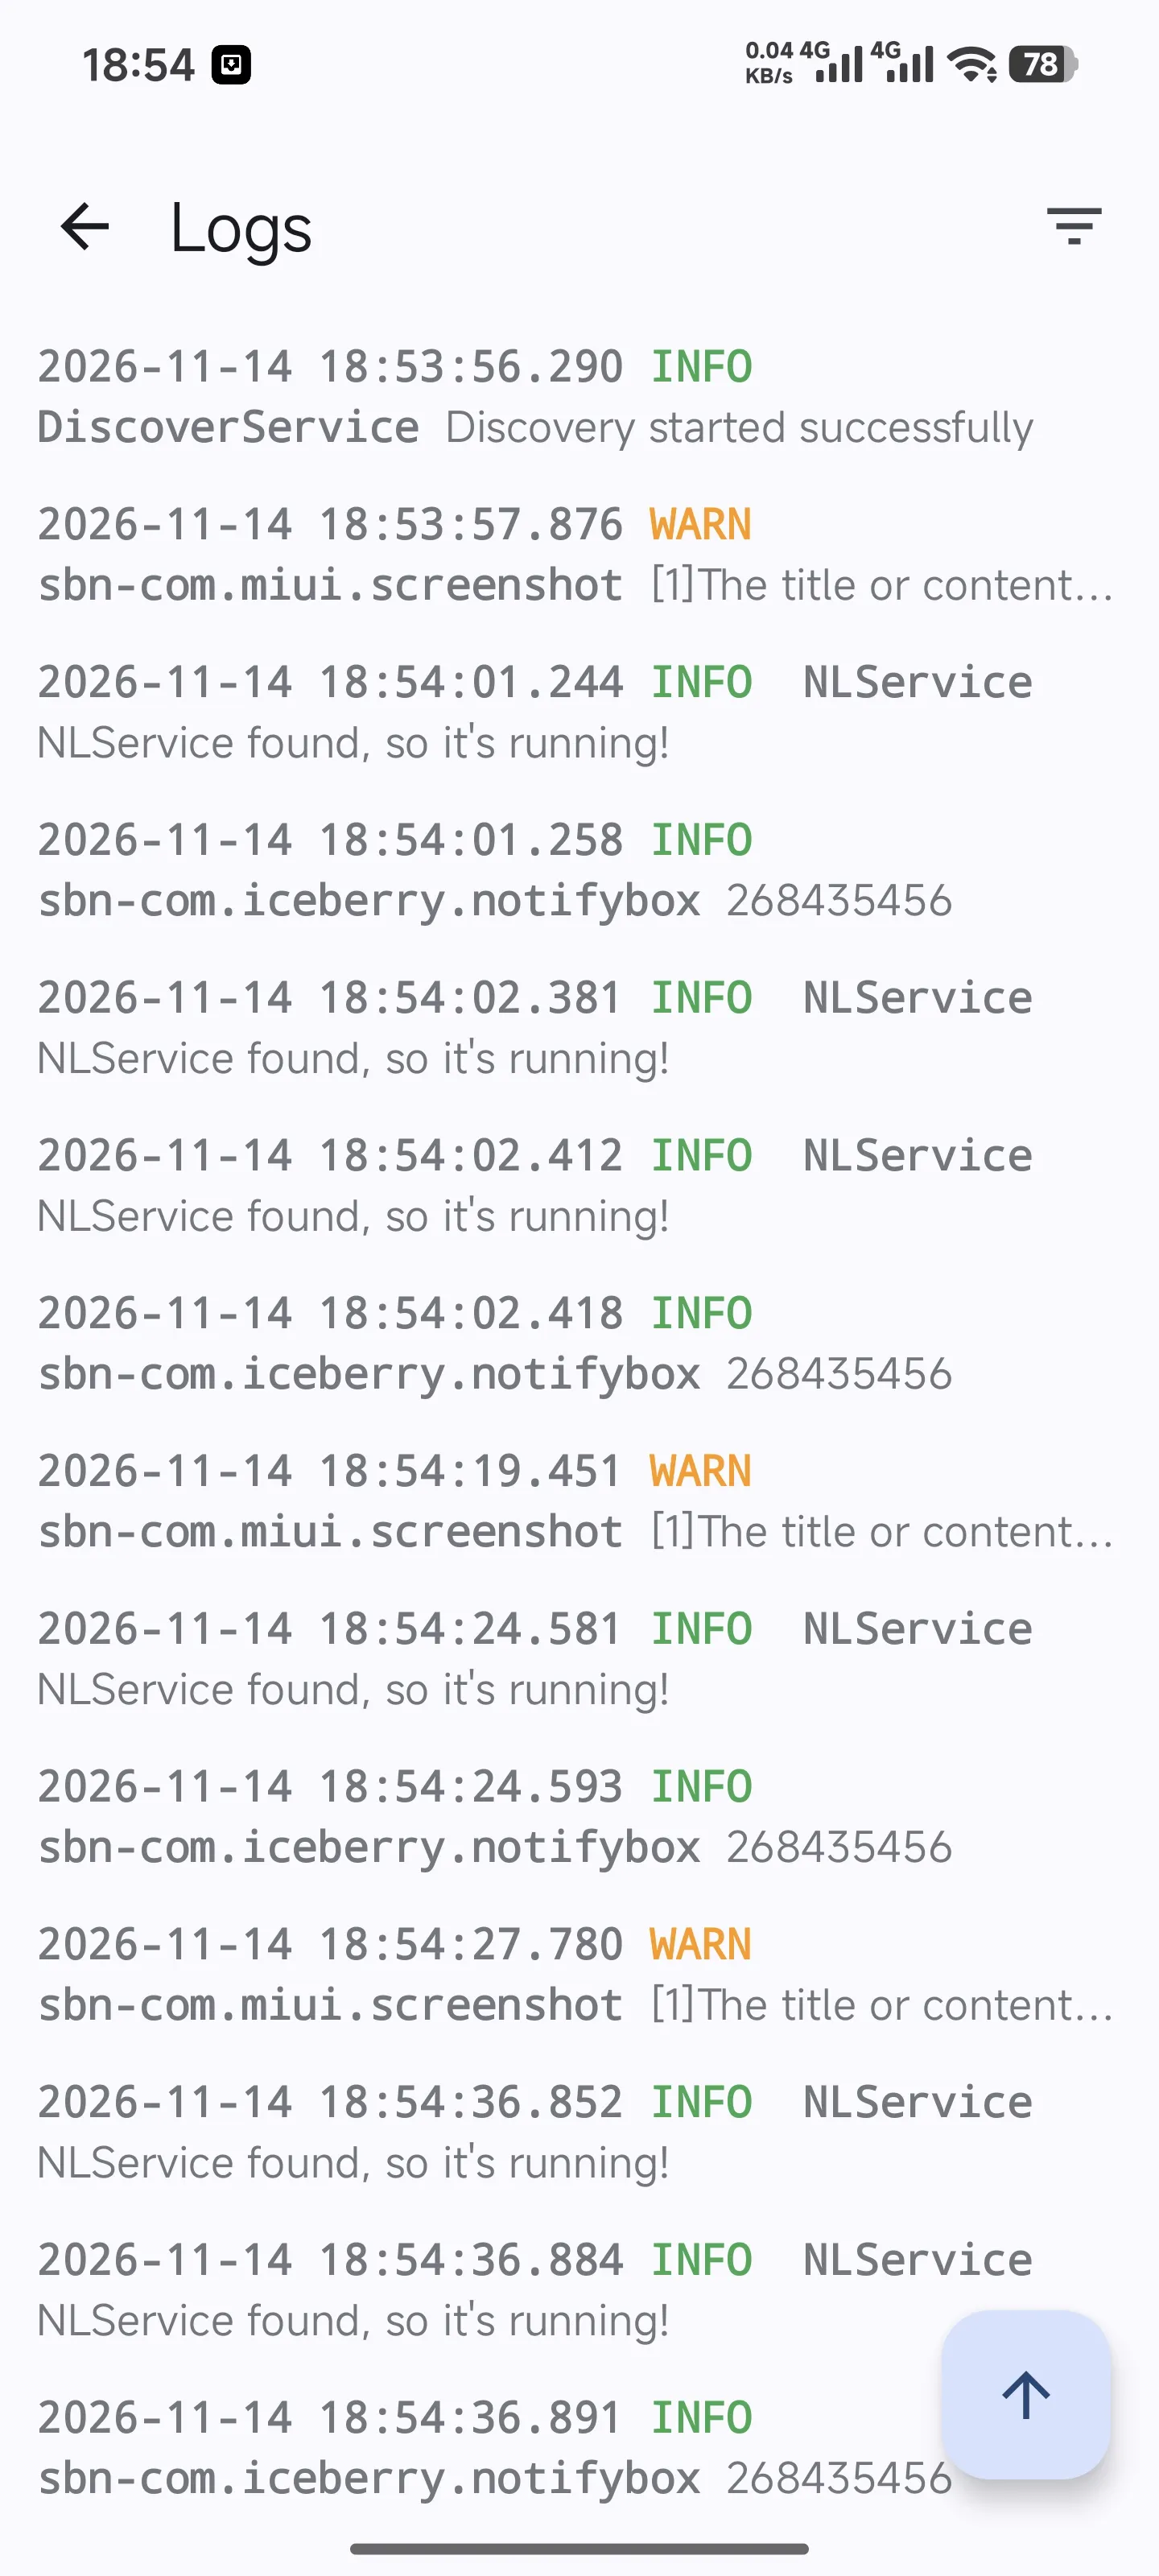 18:54 0.04 KB/s 4G 4G 78
Logs
2026-11-14 18:53:56.290 INFO
DiscoverService Discovery started successfully
2026-11-14 18:53:57.876 WARN
sbn-com.miui.screenshot [1]The title or content...
2026-11-14 18:54:01.244 INFO NLService
NLService found, so it's running!
2026-11-14 18:54:01.258 INFO
sbn-com.iceberry.notifybox 268435456
2026-11-14 18:54:02.381 INFO NLService
NLService found, so it's running!
2026-11-14 18:54:02.412 INFO NLService
NLService found, so it's running!
2026-11-14 18:54:02.418 INFO
sbn-com.iceberry.notifybox 268435456
2026-11-14 18:54:19.451 WARN
sbn-com.miui.screenshot [1]The title or content...
2026-11-14 18:54:24.581 INFO NLService
NLService found, so it's running!
2026-11-14 18:54:24.593 INFO
sbn-com.iceberry.notifybox 268435456
2026-11-14 18:54:27.780 WARN
sbn-com.miui.screenshot [1]The title or content...
2026-11-14 18:54:36.852 INFO NLService
NLService found, so it's running!
2026-11-14 18:54:36.884 INFO NLService
NLService found, so it's running!
2026-11-14 18:54:36.891 INFO
sbn-com.iceberry.notifybox 268435456